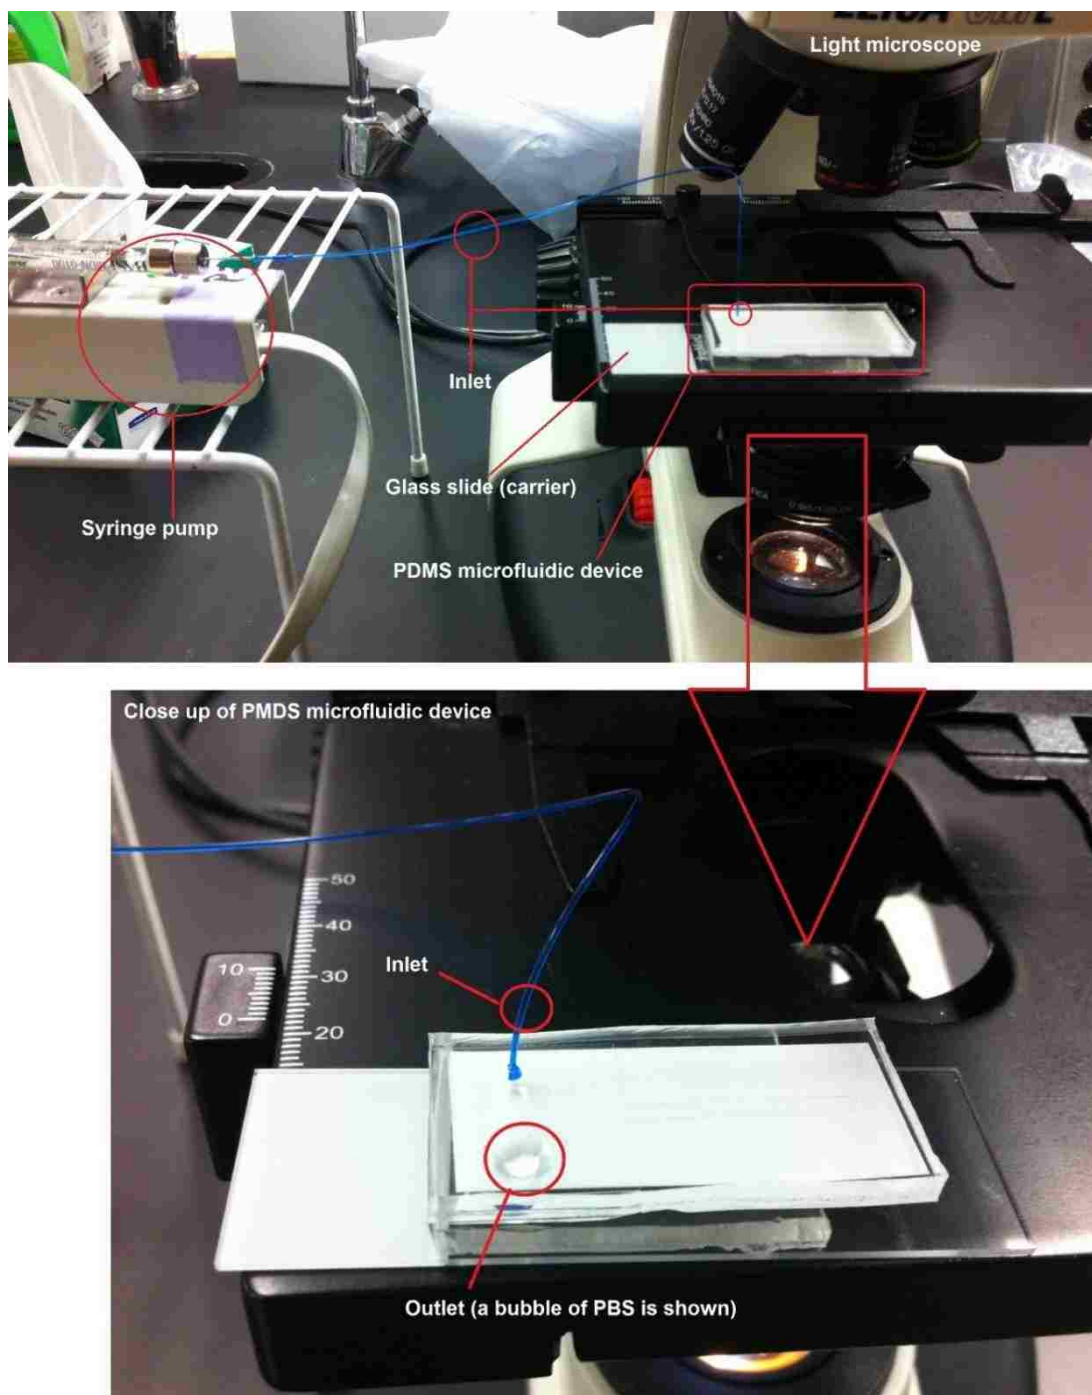 Light microscope
Inlet
Glass slide (carrier)
Syringe pump
PDMS microfluidic device
Close up of PMDS microfluidic device
50
40
10
30
Inlet
0
20
Outlet (a bubble of PBS is shown)